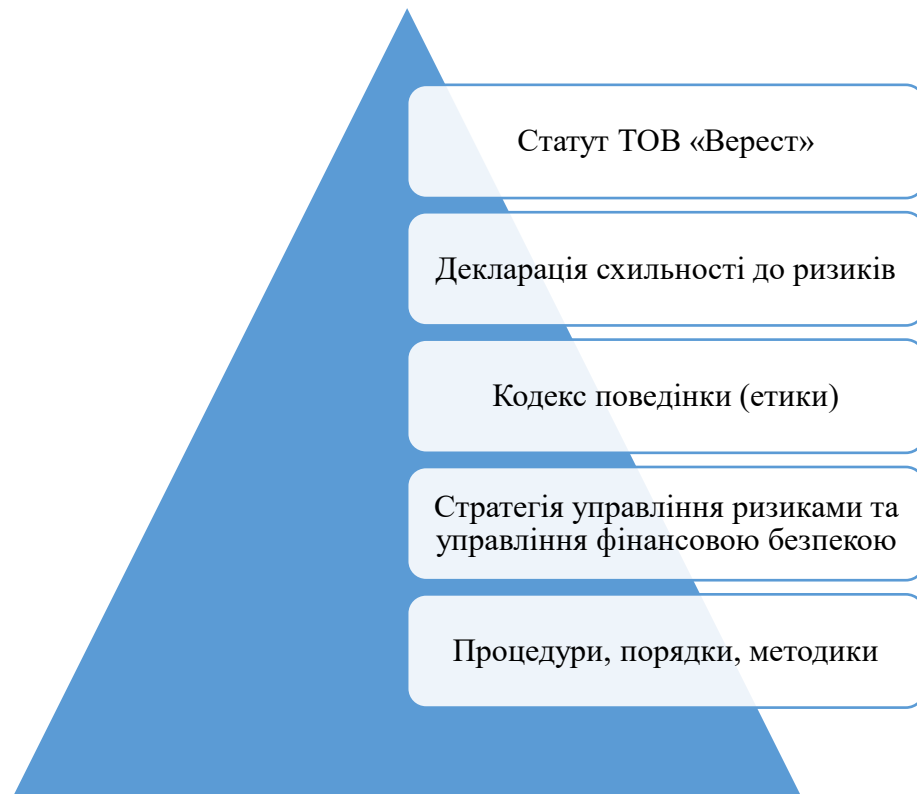 Статут ТОВ «Верест»
Декларація схильності до ризиків
Кодекс поведінки (етики)
Стратегія управління ризиками та
управління фінансовою безпекою
Процедури, порядки, методики